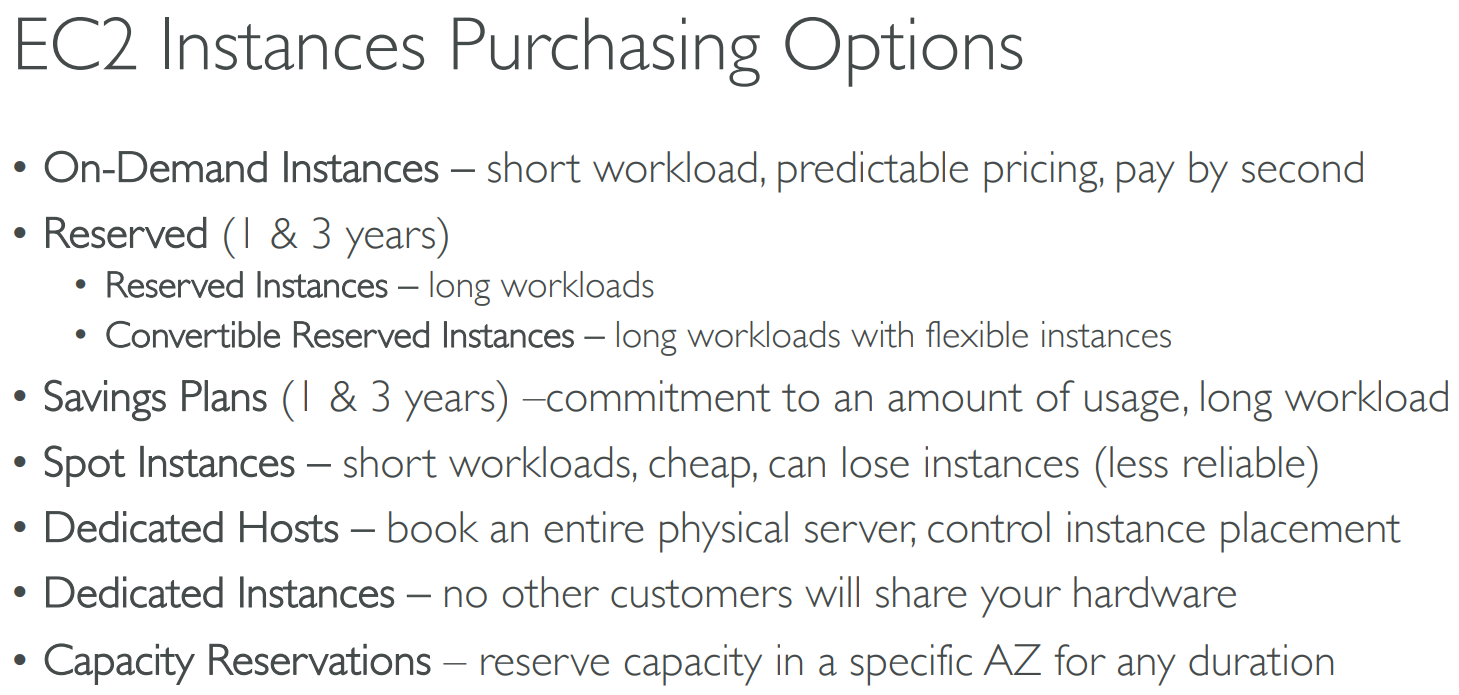 EC2 Instances Purchasing Options
• On-Demand Instances – short workload, predictable pricing, pay by second
• Reserved (1 & 3 years)
• Reserved Instances – long workloads
• Convertible Reserved Instances – long workloads with flexible instances
• Savings Plans (1 & 3 years) –commitment to an amount of usage, long workload
• Spot Instances – short workloads, cheap, can lose instances (less reliable)
• Dedicated Hosts – book an entire physical server, control instance placement
• Dedicated Instances – no other customers will share your hardware
• Capacity Reservations – reserve capacity in a specific AZ for any duration